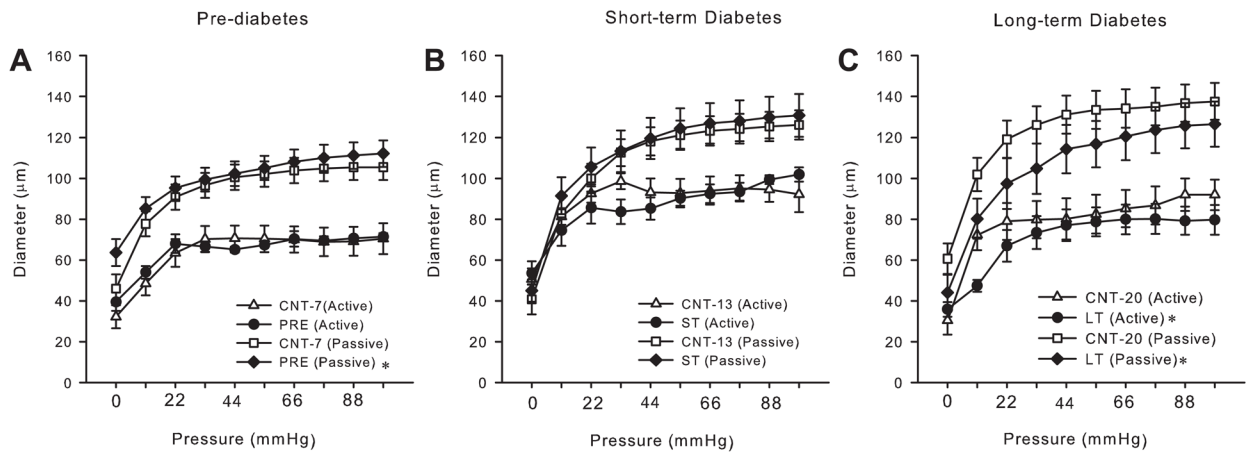 Pre-diabetes
A
160
140
120
100
80
60
40
20
0
Diameter (μm)
CNT-7(Active)
PRE (Active)
CNT-7 (Passive)
PRE (Passive) *
0 22 44 66 88
Pressure (mmHg)
Short-term Diabetes
B
160
140
120
100
80
60
40
20
0
Diameter (μm)
CNT-13 (Active)
ST (Active)
CNT-13 (Passive)
ST (Passive)
0 22 44 66 88
Pressure (mmHg)
Long-term Diabetes
C
160
140
120
100
80
60
40
20
0
Diameter (μm)
CNT-20 (Active)
LT (Active)*
CNT-20 (Passive)
LT (Passive)*
0 22 44 66 88
Pressure (mmHg)